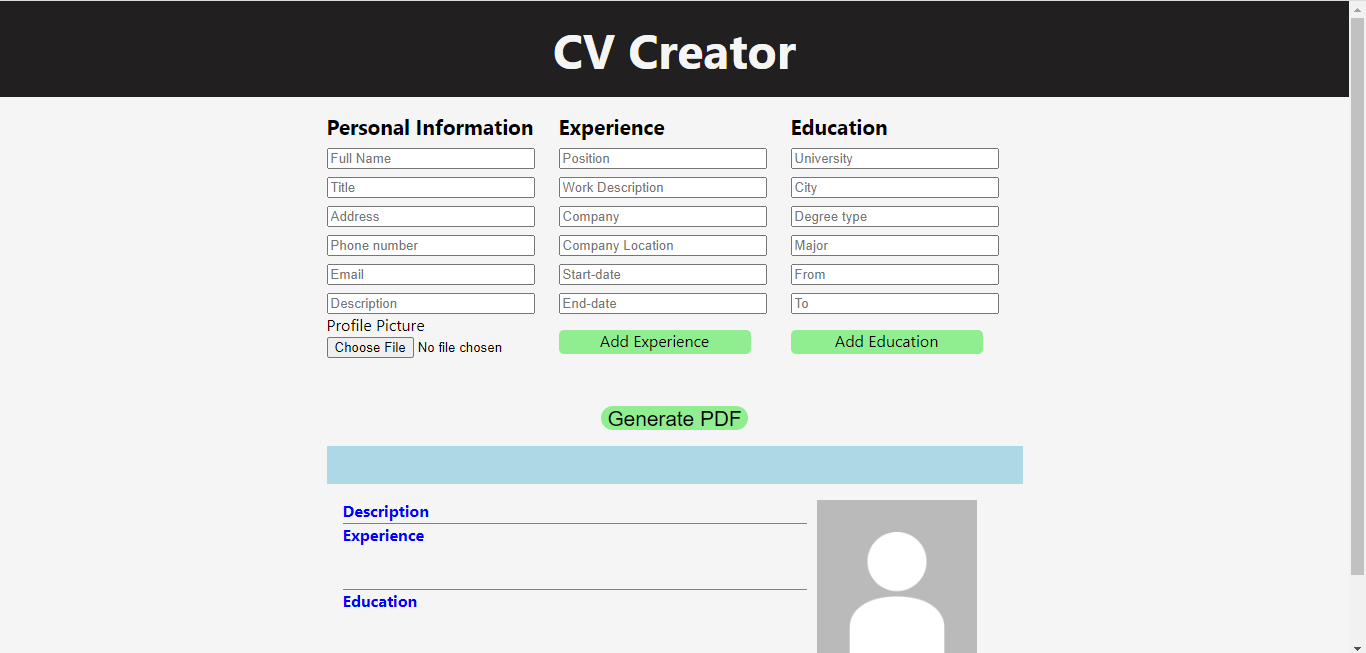 CV Creator
Personal Information
Full Name
Title
Address
Phone number
Email
Description
Profile Picture
Choose File No file chosen
Experience
Position
Work Description
Company
Company Location
Start-date
End-date
Add Experience
Education
University
City
Degree type
Major
From
To
Add Education
Generate PDF
Description
Experience
Education